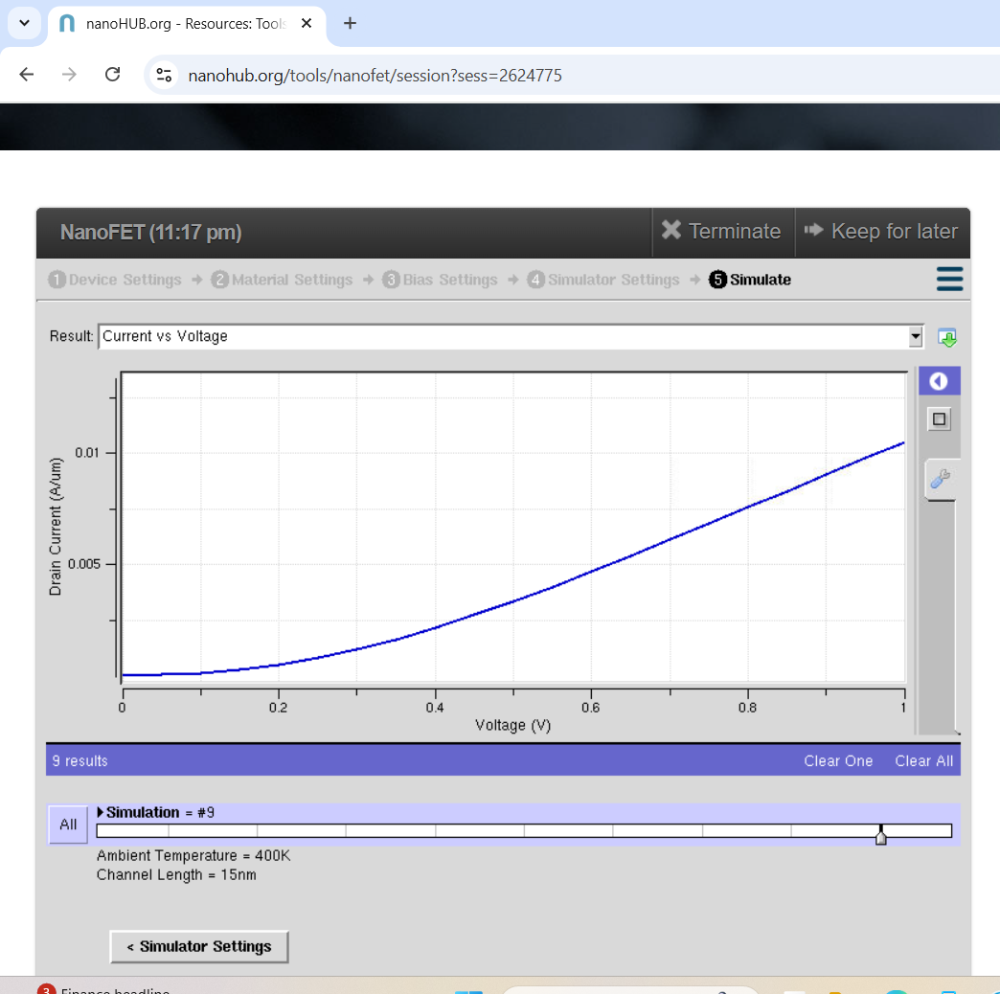 nanoHUB.org - Resources: Tools
nanohub.org/tools/nanofet/session?sess=2624775
NanoFET (11:17 pm)
Terminate
Keep for later
1 Device Settings → 2 Material Settings → 3 Bias Settings → 4 Simulator Settings → 5 Simulate
Result: Current vs Voltage
Drain Current (A/um)
0.01
0.005
0 0.2 0.4 0.6 0.8 1
Voltage (V)
9 results Clear One Clear All
All
Simulation = #9
Ambient Temperature = 400K
Channel Length = 15nm
< Simulator Settings
3
Finance headline